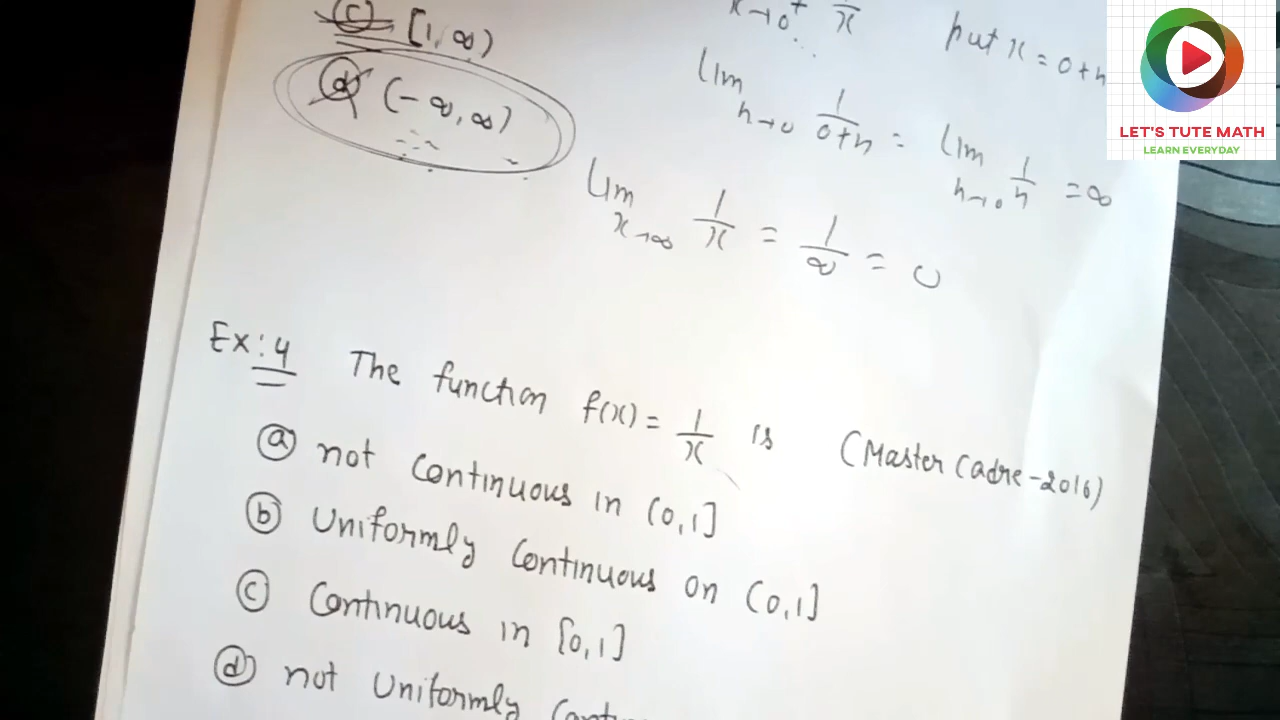 (c) [1, ∞)
x→0⁺ 1/x put x = 0+h
(d) (-∞, ∞)
lim h→0 1/0+h = lim h→0 1/h = ∞
lim x→∞ 1/x = 1/∞ = 0
LET'S TUTE MATH
LEARN EVERYDAY
Ex: 4 The function f(x) = 1/x is (Master Cadre-2016)
(a) not continuous in (0,1]
(b) Uniformly continuous on (0,1]
(c) Continuous in [0,1]
(d) not Uniformly